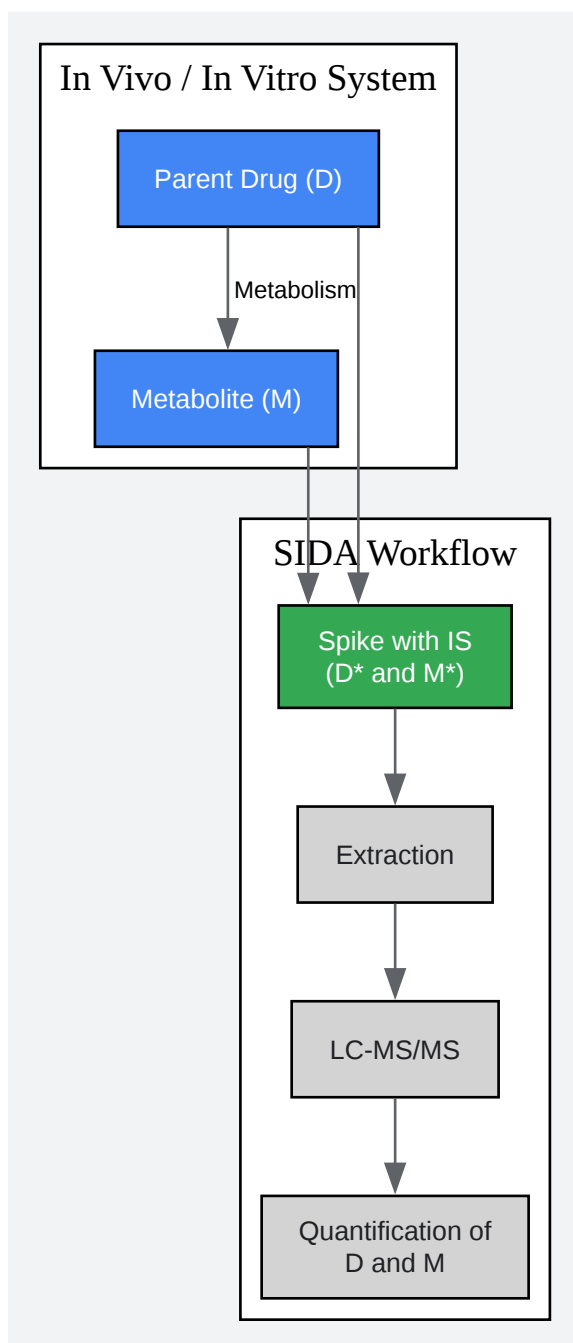 In Vivo / In Vitro System
Parent Drug (D)
Metabolism
Metabolite (M)
SIDA Workflow
Spike with IS
(D* and M*)
Extraction
LC-MS/MS
Quantification of
D and M